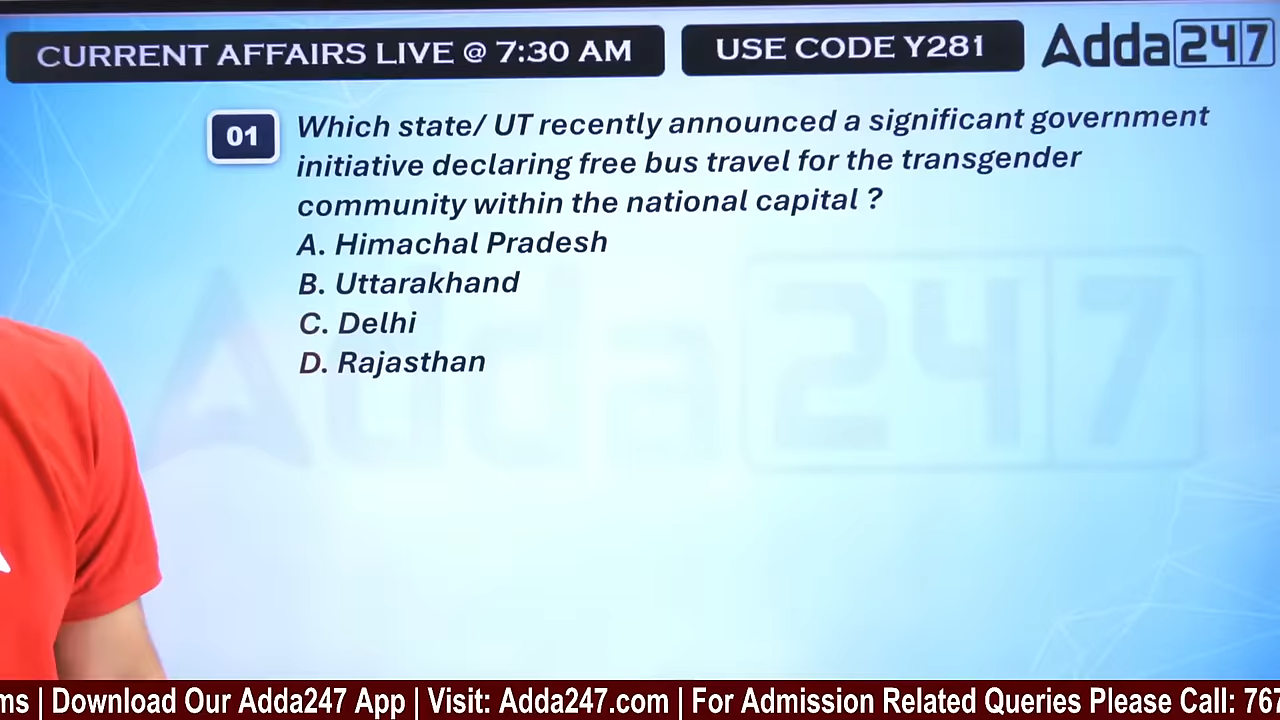 CURRENT AFFAIRS LIVE @ 7:30 AM
USE CODE Y281
Adda247
01
Which state/ UT recently announced a significant government
initiative declaring free bus travel for the transgender
community within the national capital ?
A. Himachal Pradesh
B. Uttarakhand
C. Delhi
D. Rajasthan
Adda247
ms | Download Our Adda247 App | Visit: Adda247.com | For Admission Related Queries Please Call: 767